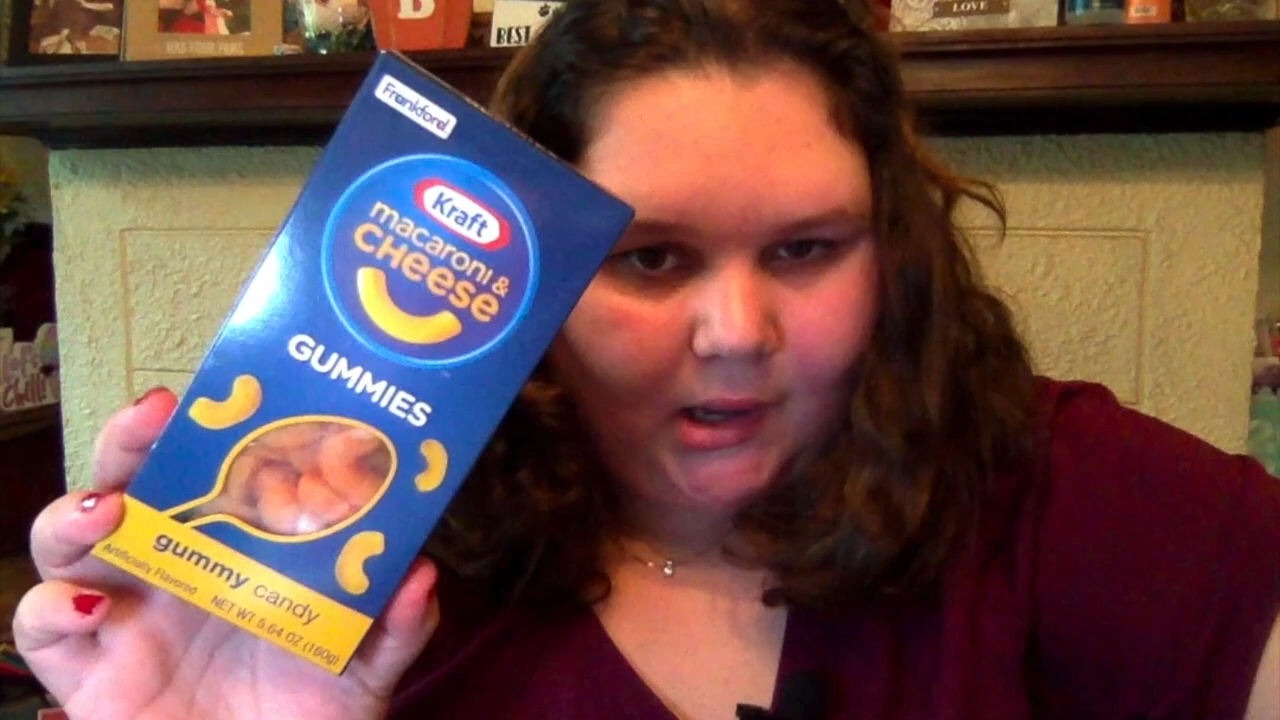 B
BEST
LOVE
Frankford
Kraft
macaroni &
CHEESE
GUMMIES
gummy candy
Artificially Flavored NET WT 5.64 OZ (160g)